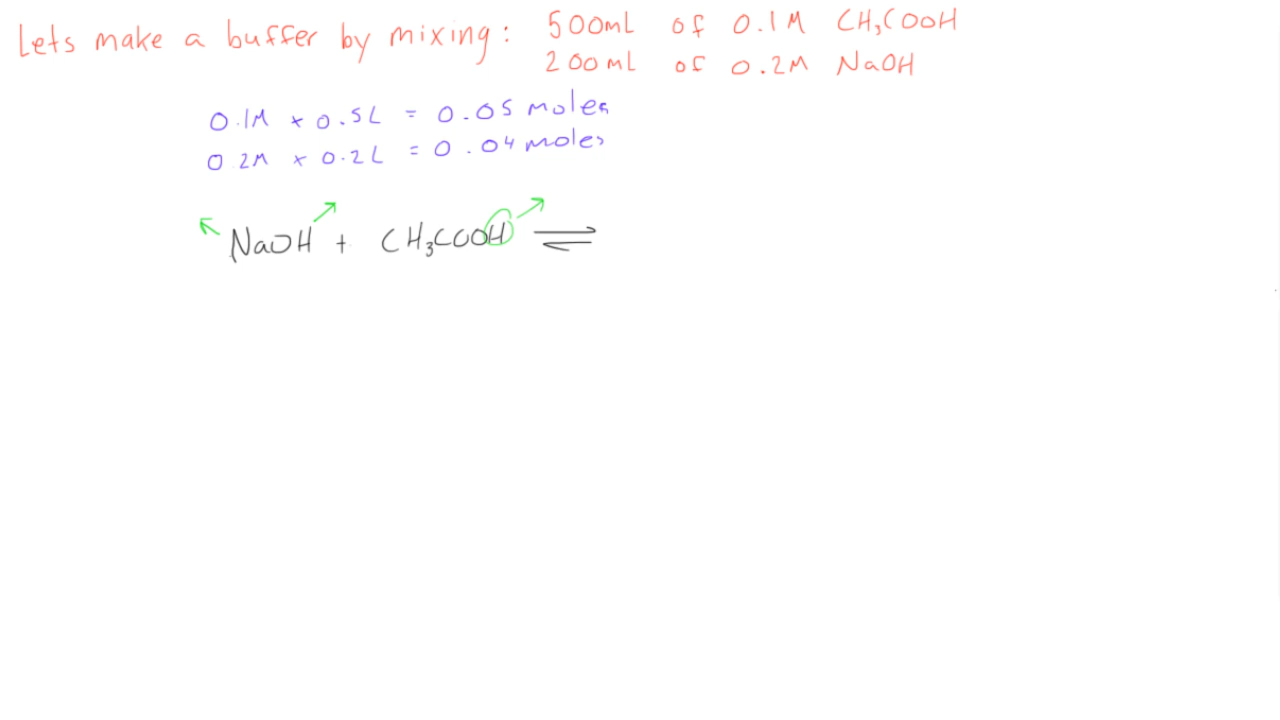 Lets make a buffer by mixing: 500mL of 0.1M CH₃COOH
200mL of 0.2M NaOH
0.1M × 0.5L = 0.05 moles
0.2M × 0.2L = 0.04 moles
NaOH + CH₃COOH ⇌